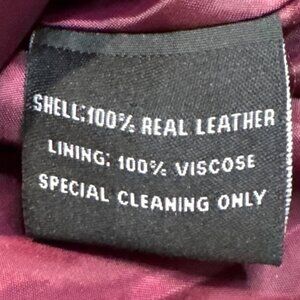 SHELL:100% REAL LEATHER
LINING: 100% VISCOSE
SPECIAL CLEANING ONLY